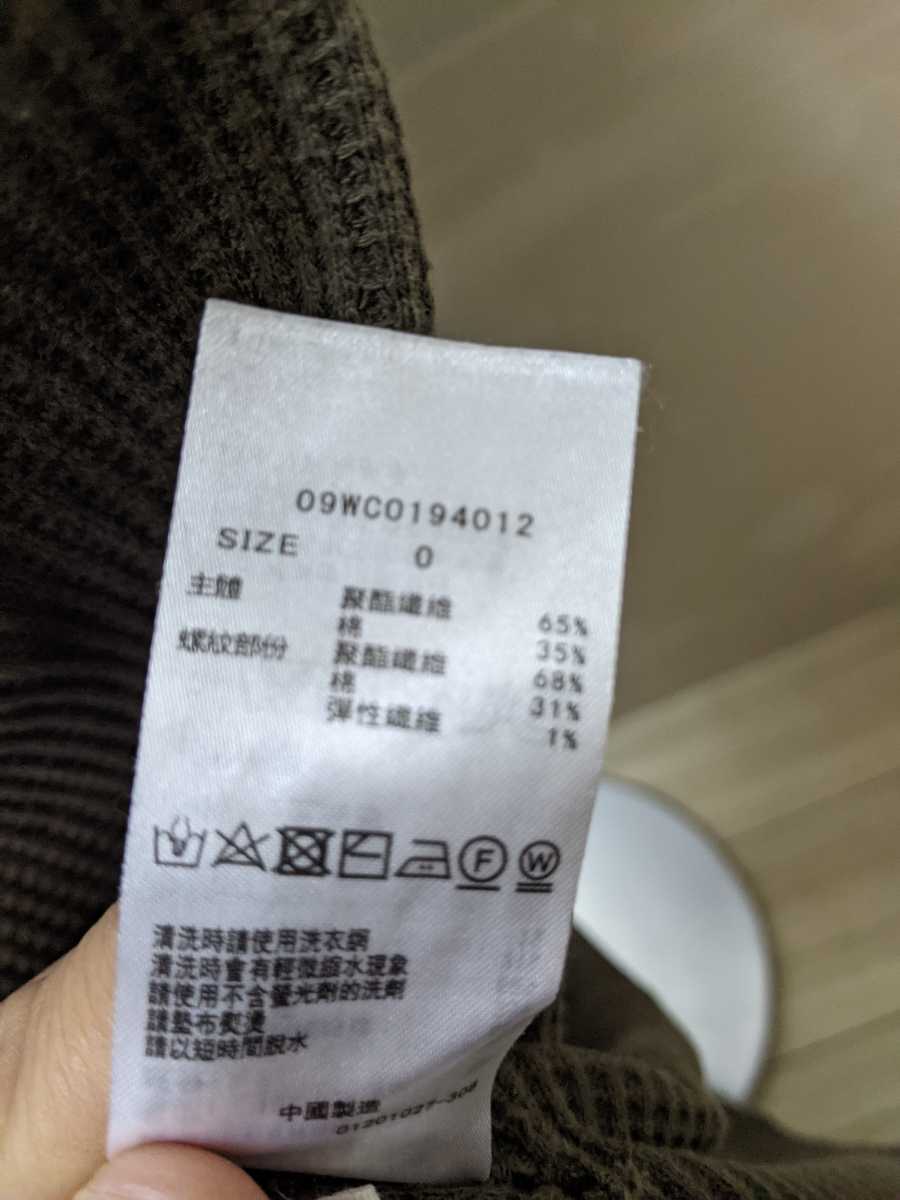 09WC0194012
SIZE 0
主體 聚酯纖維 65%
棉 35%
螺紋部份 聚酯纖維 68%
棉 31%
彈性纖維 1%
F W
清洗時請使用洗衣網
清洗時會有輕微縮水現象
請使用不含螢光劑的洗劑
請墊布熨燙
請以短時間脫水
中國製造
01201027-308